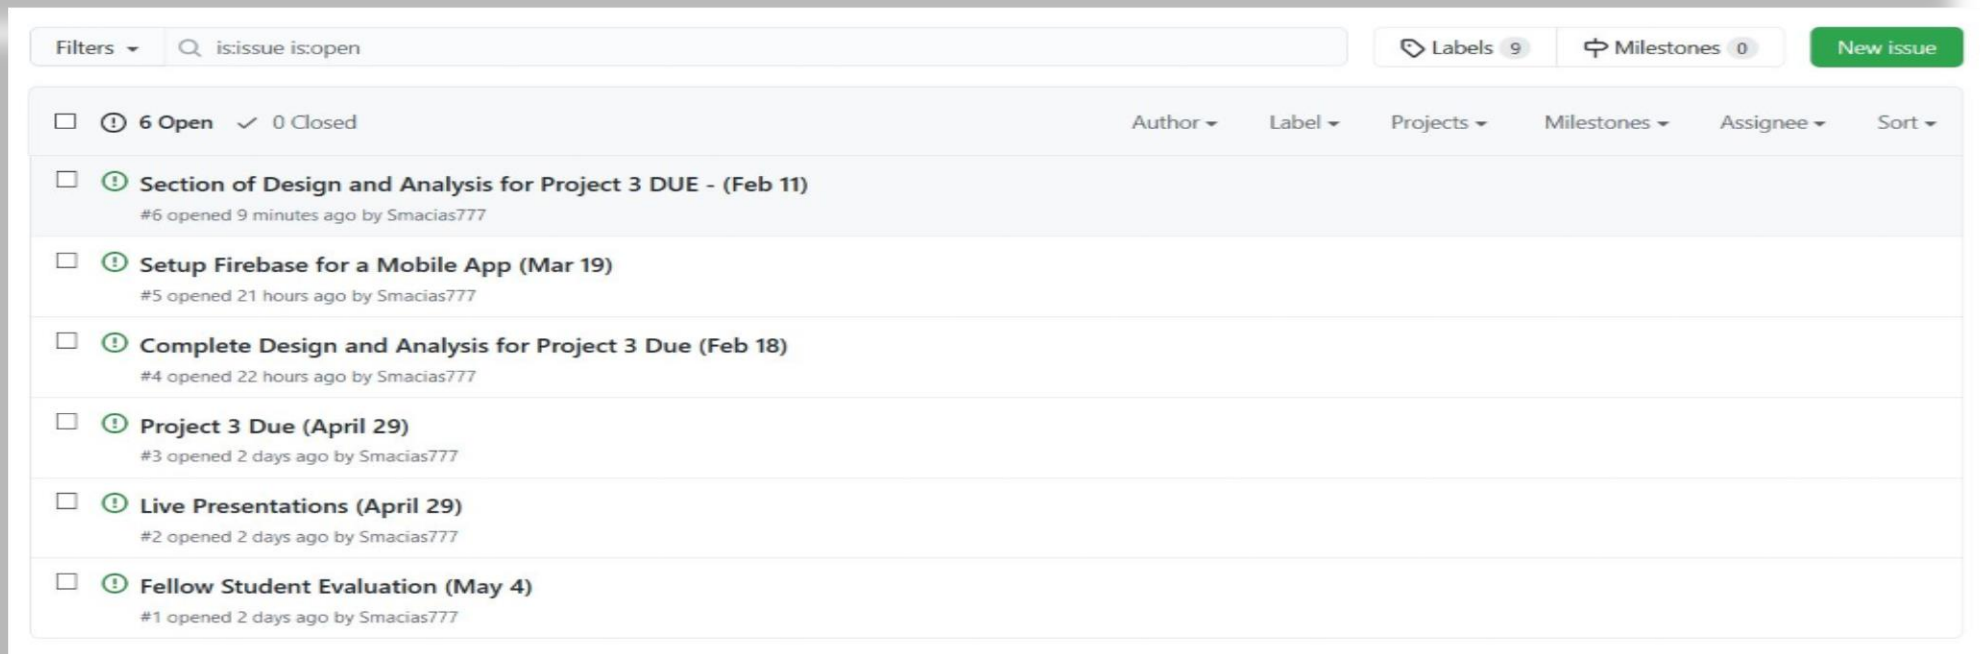 Filters is:issue is:open Labels 9 Milestones 0 New issue
6 Open 0 Closed Author Label Projects Milestones Assignee Sort
Section of Design and Analysis for Project 3 DUE - (Feb 11)
#6 opened 9 minutes ago by Smacias777
Setup Firebase for a Mobile App (Mar 19)
#5 opened 21 hours ago by Smacias777
Complete Design and Analysis for Project 3 Due (Feb 18)
#4 opened 22 hours ago by Smacias777
Project 3 Due (April 29)
#3 opened 2 days ago by Smacias777
Live Presentations (April 29)
#2 opened 2 days ago by Smacias777
Fellow Student Evaluation (May 4)
#1 opened 2 days ago by Smacias777